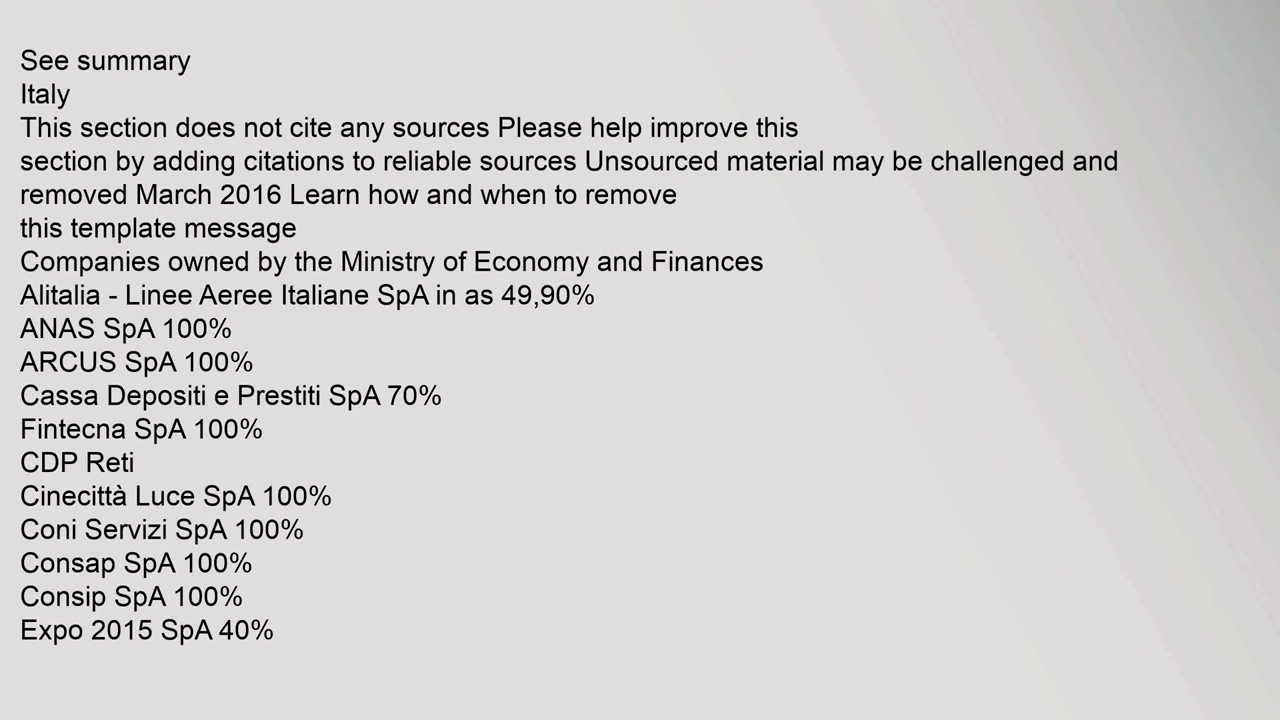 See summary
Italy
This section does not cite any sources Please help improve this
section by adding citations to reliable sources Unsourced material may be challenged and
removed March 2016 Learn how and when to remove
this template message
Companies owned by the Ministry of Economy and Finances
Alitalia - Linee Aeree Italiane SpA in as 49,90%
ANAS SpA 100%
ARCUS SpA 100%
Cassa Depositi e Prestiti SpA 70%
Fintecna SpA 100%
CDP Reti
Cinecittà Luce SpA 100%
Coni Servizi SpA 100%
Consap SpA 100%
Consip SpA 100%
Expo 2015 SpA 40%